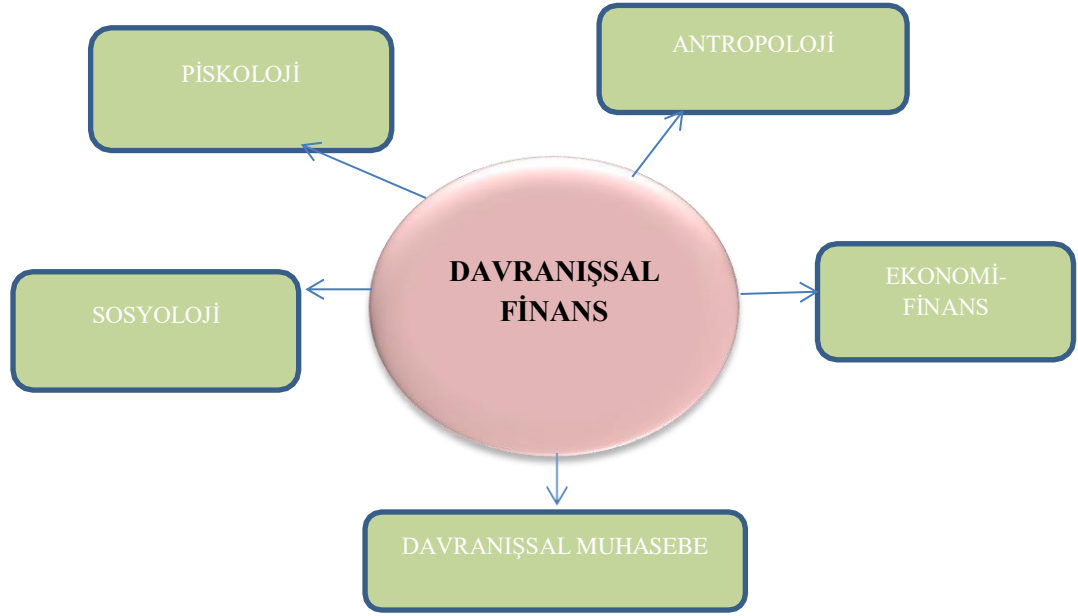 PİSKOLOJİ
ANTROPOLOJİ
DAVRANIŞSAL
FİNANS
SOSYOLOJİ
EKONOMİ-
FİNANS
DAVRANIŞSAL MUHASEBE